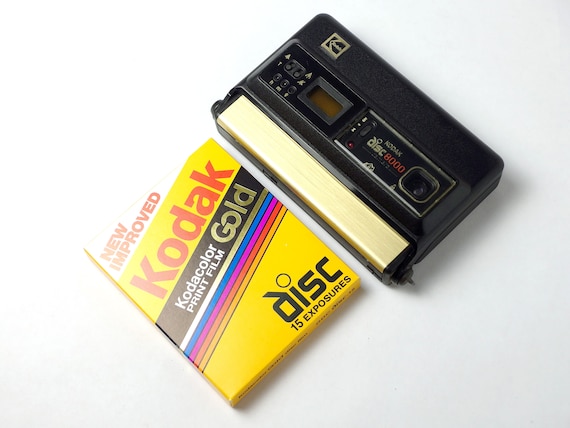 NEW
IMPROVED
Kodak
Kodacolor
Gold
PRINT FILM
disc
15 EXPOSURES
KODAK
disc 8000